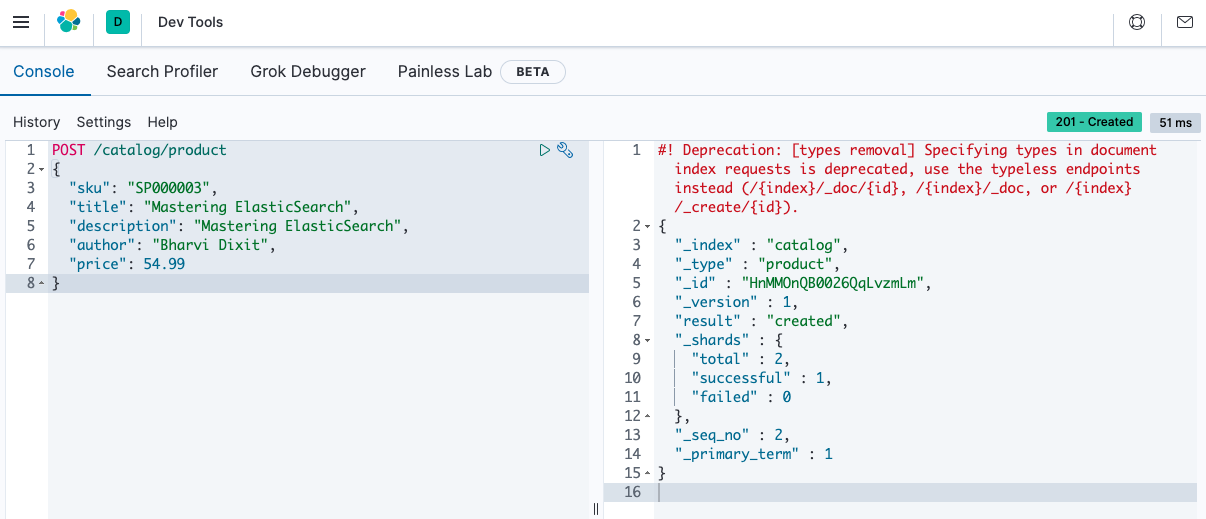 D Dev Tools
Console Search Profiler Grok Debugger Painless Lab BETA
History Settings Help
201 - Created 51 ms
1 POST /catalog/product
2 {
3 "sku": "SP000003",
4 "title": "Mastering ElasticSearch",
5 "description": "Mastering ElasticSearch",
6 "author": "Bharvi Dixit",
7 "price": 54.99
8 }
1 #! Deprecation: [types removal] Specifying types in document
index requests is deprecated, use the typeless endpoints
instead (/{index}/_doc/{id}, /{index}/_doc, or /{index}
/_create/{id}).
2 {
3 "_index" : "catalog",
4 "_type" : "product",
5 "_id" : "HnMMOnQB0026QqLvzmLm",
6 "_version" : 1,
7 "result" : "created",
8 "_shards" : {
9 "total" : 2,
10 "successful" : 1,
11 "failed" : 0
12 },
13 "_seq_no" : 2,
14 "_primary_term" : 1
15 }
16